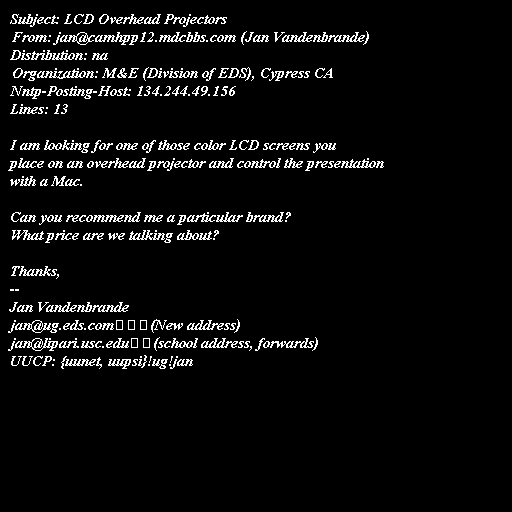 Subject: LCD Overhead Projectors
From: jan@camhpp12.mdcbbs.com (Jan Vandenbrande)
Distribution: na
Organization: M&E (Division of EDS), Cypress CA
Nntp-Posting-Host: 134.244.49.156
Lines: 13

I am looking for one of those color LCD screens you
place on an overhead projector and control the presentation
with a Mac.

Can you recommend me a particular brand?
What price are we talking about?

Thanks,
--
Jan Vandenbrande
jan@ug.eds.com (New address)
jan@lipari.usc.edu (school address, forwards)
UUCP: {uunet, uupsi}!ug!jan